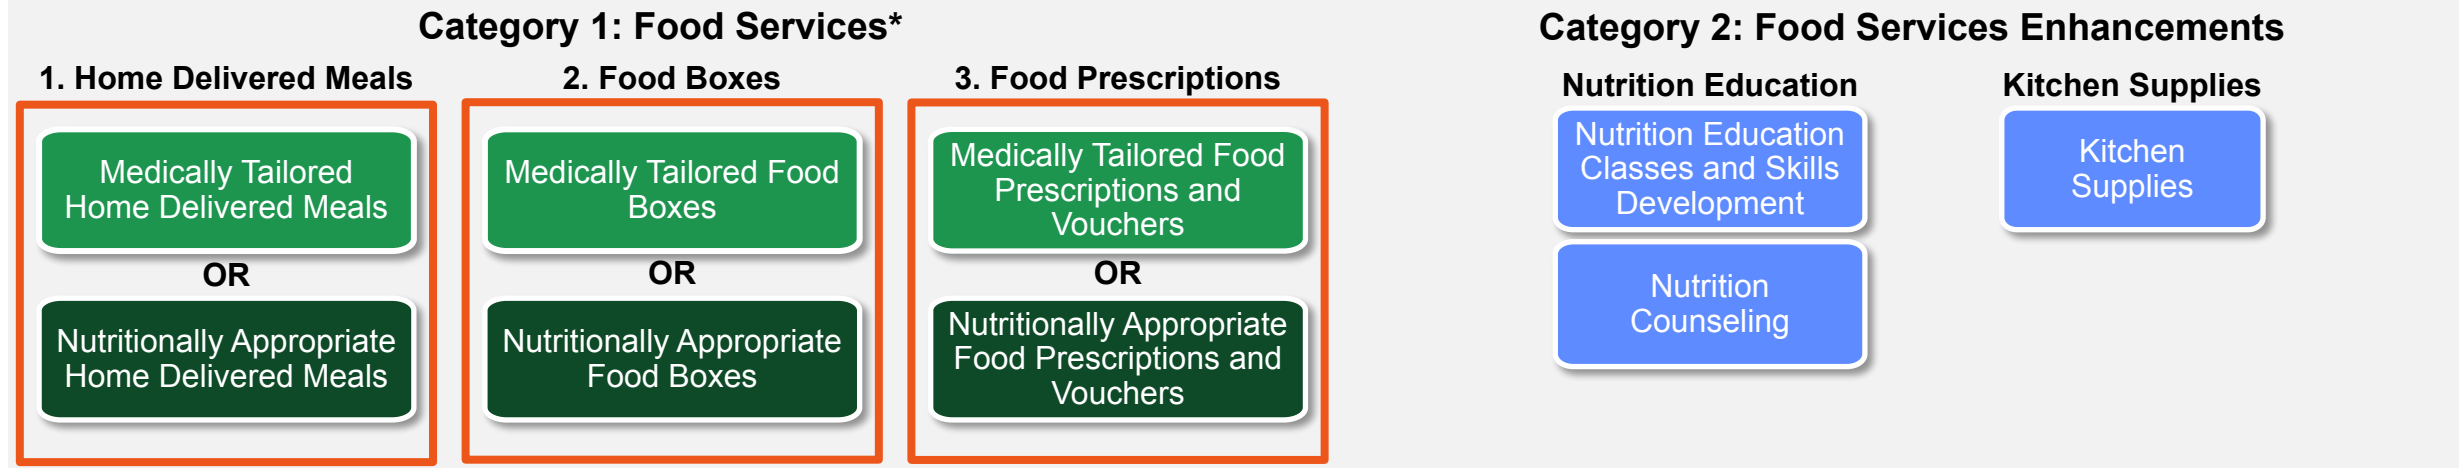 Category 1: Food Services*
1. Home Delivered Meals
Medically Tailored
Home Delivered Meals
OR
Nutritionally Appropriate
Home Delivered Meals
2. Food Boxes
Medically Tailored Food
Boxes
OR
Nutritionally Appropriate
Food Boxes
3. Food Prescriptions
Medically Tailored Food
Prescriptions and
Vouchers
OR
Nutritionally Appropriate
Food Prescriptions and
Vouchers
Category 2: Food Services Enhancements
Nutrition Education
Nutrition Education
Classes and Skills
Development
Nutrition
Counseling
Kitchen Supplies
Kitchen
Supplies